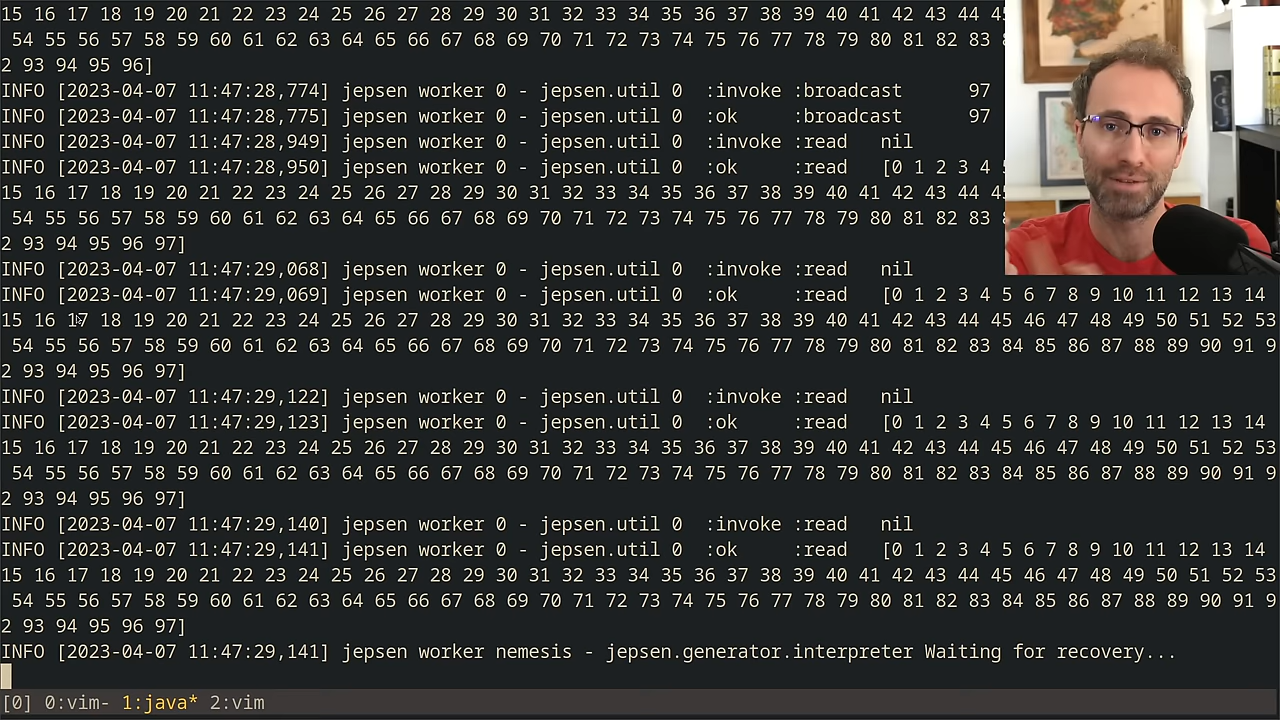 15 16 17 18 19 20 21 22 23 24 25 26 27 28 29 30 31 32 33 34 35 36 37 38 39 40 41 42 43 44
54 55 56 57 58 59 60 61 62 63 64 65 66 67 68 69 70 71 72 73 74 75 76 77 78 79 80 81 82 83
2 93 94 95 96]
INFO [2023-04-07 11:47:28,774] jepsen worker 0 - jepsen.util 0  :invoke :broadcast      97
INFO [2023-04-07 11:47:28,775] jepsen worker 0 - jepsen.util 0  :ok     :broadcast      97
INFO [2023-04-07 11:47:28,949] jepsen worker 0 - jepsen.util 0  :invoke :read   nil
INFO [2023-04-07 11:47:28,950] jepsen worker 0 - jepsen.util 0  :ok     :read   [0 1 2 3 4
15 16 17 18 19 20 21 22 23 24 25 26 27 28 29 30 31 32 33 34 35 36 37 38 39 40 41 42 43 44
54 55 56 57 58 59 60 61 62 63 64 65 66 67 68 69 70 71 72 73 74 75 76 77 78 79 80 81 82 83
2 93 94 95 96 97]
INFO [2023-04-07 11:47:29,068] jepsen worker 0 - jepsen.util 0  :invoke :read   nil
INFO [2023-04-07 11:47:29,069] jepsen worker 0 - jepsen.util 0  :ok     :read   [0 1 2 3 4 5 6 7 8 9 10 11 12 13 14
15 16 17 18 19 20 21 22 23 24 25 26 27 28 29 30 31 32 33 34 35 36 37 38 39 40 41 42 43 44 45 46 47 48 49 50 51 52 53
54 55 56 57 58 59 60 61 62 63 64 65 66 67 68 69 70 71 72 73 74 75 76 77 78 79 80 81 82 83 84 85 86 87 88 89 90 91 9
2 93 94 95 96 97]
INFO [2023-04-07 11:47:29,122] jepsen worker 0 - jepsen.util 0  :invoke :read   nil
INFO [2023-04-07 11:47:29,123] jepsen worker 0 - jepsen.util 0  :ok     :read   [0 1 2 3 4 5 6 7 8 9 10 11 12 13 14
15 16 17 18 19 20 21 22 23 24 25 26 27 28 29 30 31 32 33 34 35 36 37 38 39 40 41 42 43 44 45 46 47 48 49 50 51 52 53
54 55 56 57 58 59 60 61 62 63 64 65 66 67 68 69 70 71 72 73 74 75 76 77 78 79 80 81 82 83 84 85 86 87 88 89 90 91 9
2 93 94 95 96 97]
INFO [2023-04-07 11:47:29,140] jepsen worker 0 - jepsen.util 0  :invoke :read   nil
INFO [2023-04-07 11:47:29,141] jepsen worker 0 - jepsen.util 0  :ok     :read   [0 1 2 3 4 5 6 7 8 9 10 11 12 13 14
15 16 17 18 19 20 21 22 23 24 25 26 27 28 29 30 31 32 33 34 35 36 37 38 39 40 41 42 43 44 45 46 47 48 49 50 51 52 53
54 55 56 57 58 59 60 61 62 63 64 65 66 67 68 69 70 71 72 73 74 75 76 77 78 79 80 81 82 83 84 85 86 87 88 89 90 91 9
2 93 94 95 96 97]
INFO [2023-04-07 11:47:29,141] jepsen worker nemesis - jepsen.generator.interpreter Waiting for recovery...
[0] 0:vim- 1:java* 2:vim